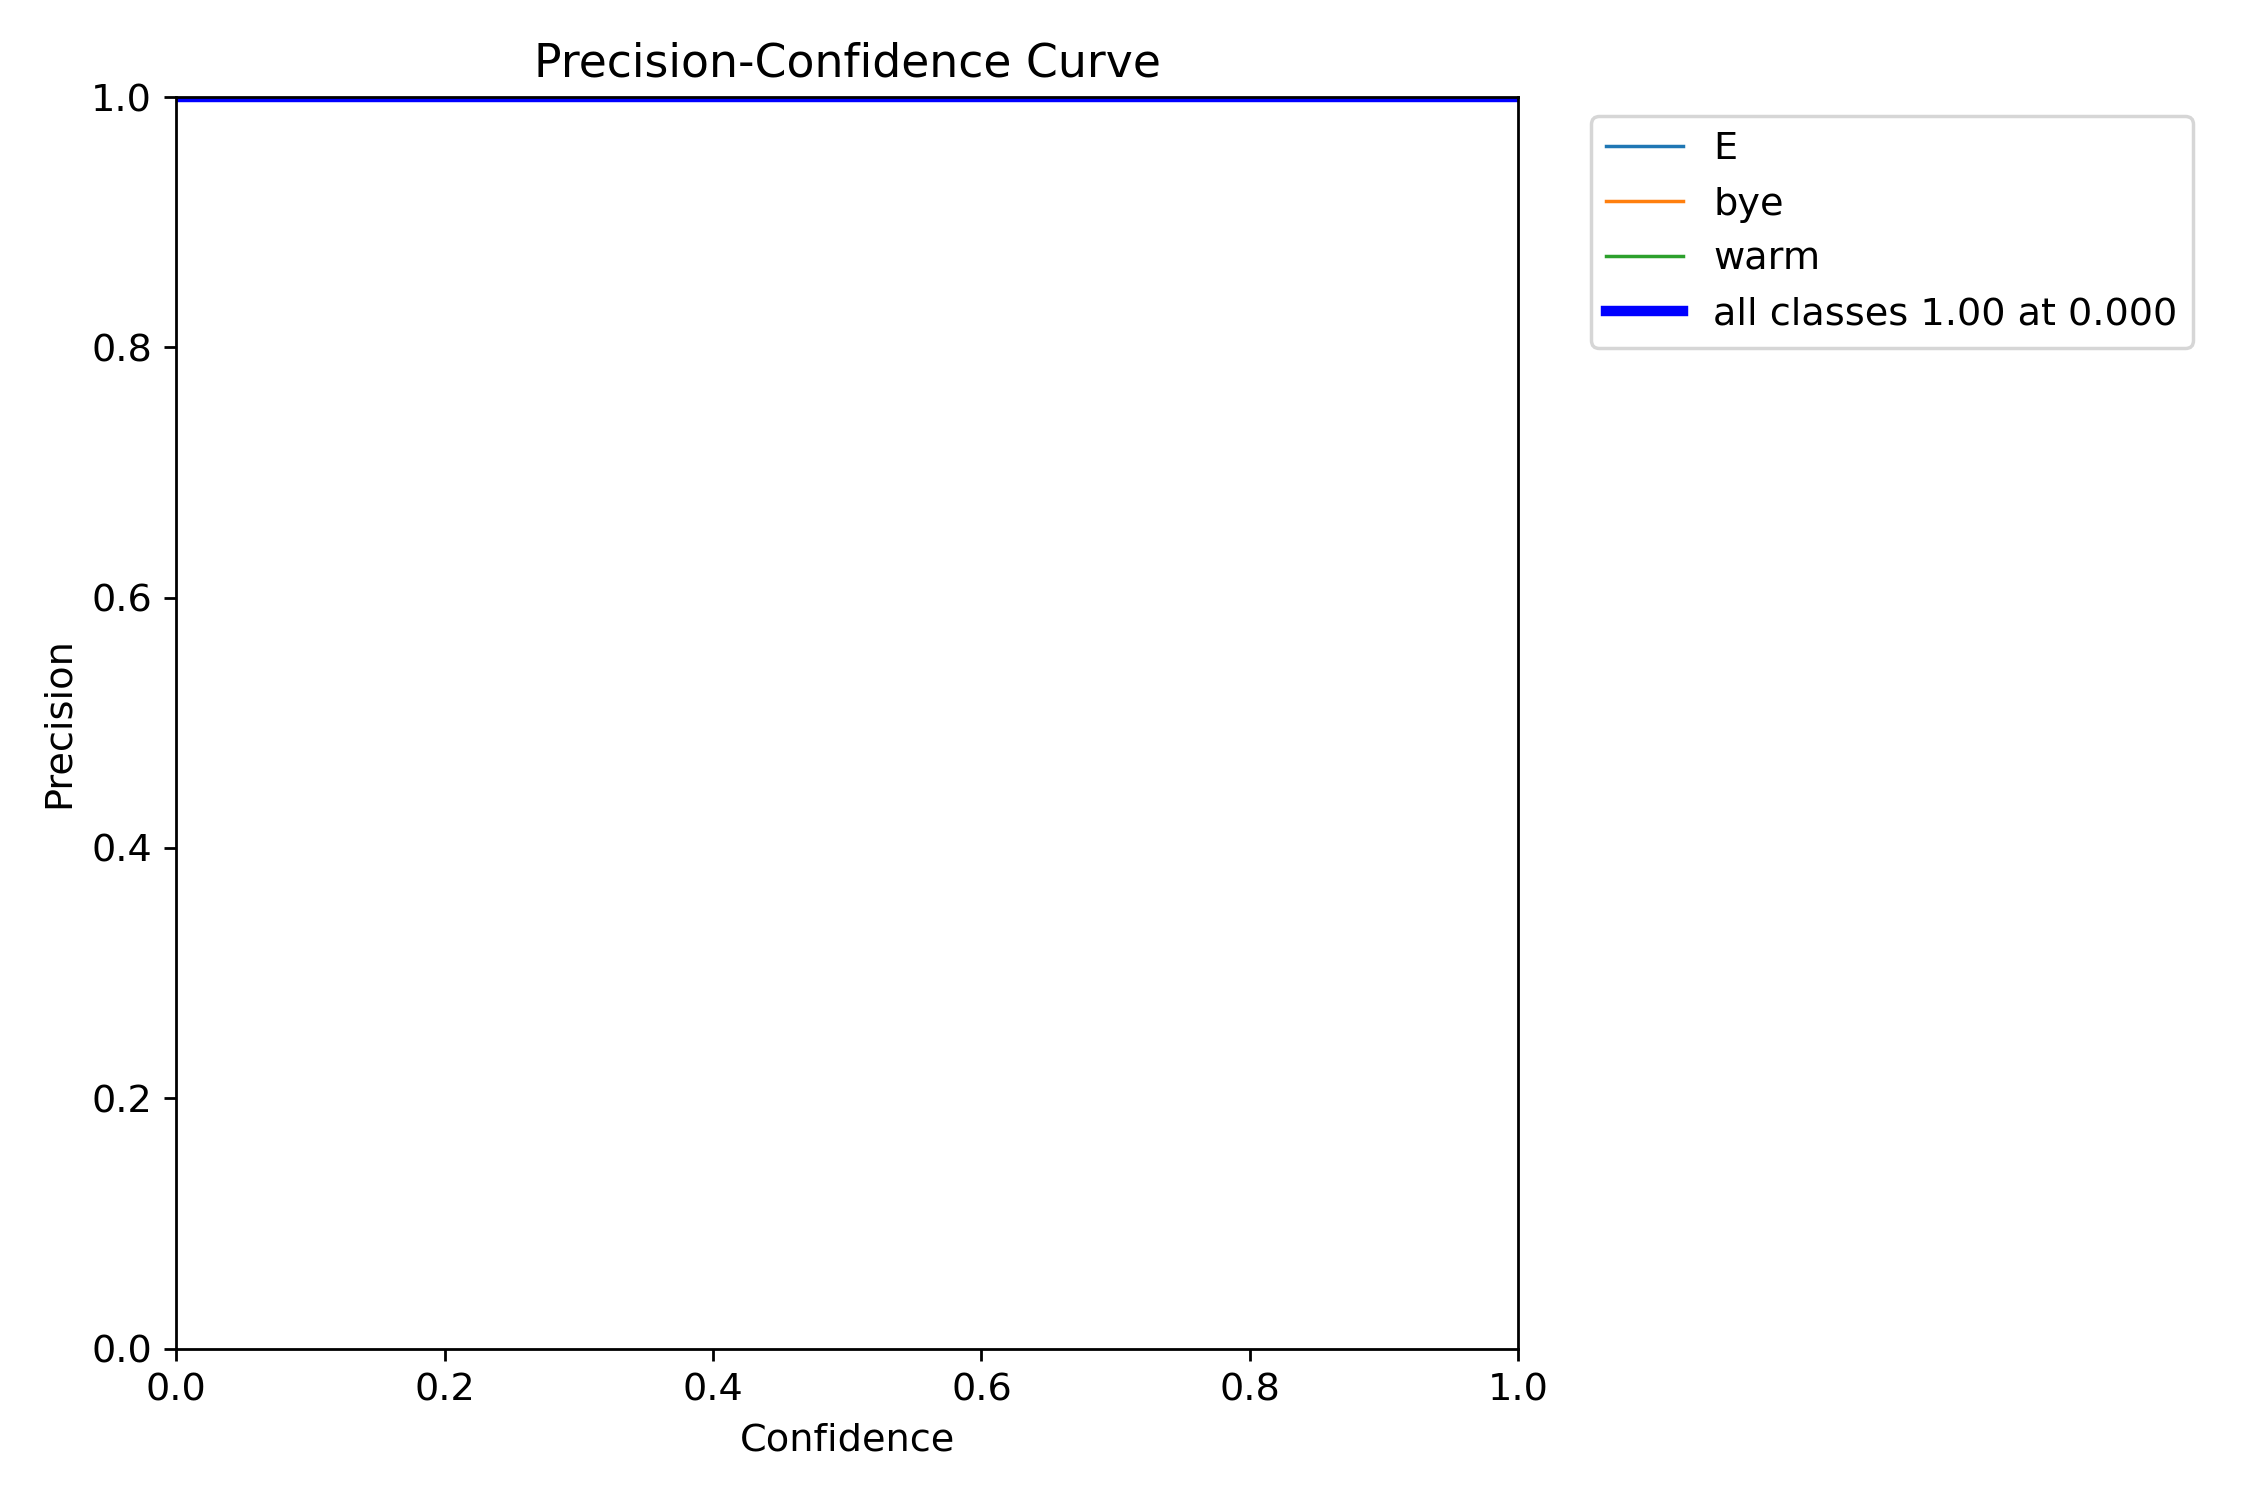 Precision-Confidence Curve
1.0
0.8
0.6
0.4
0.2
0.0
Precision
0.0 0.2 0.4 0.6 0.8 1.0
Confidence
E
bye
warm
all classes 1.00 at 0.000